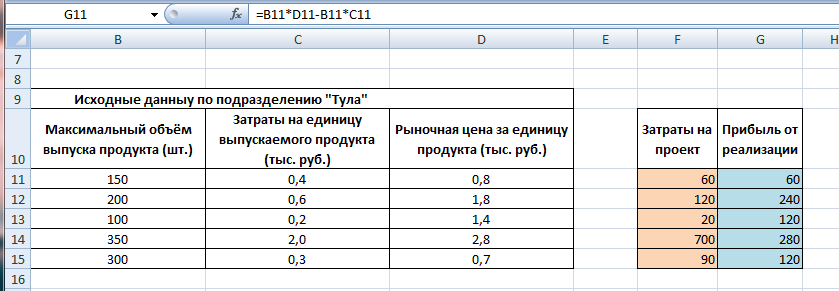 G11 fx =B11*D11-B11*C11
B C D E F G H
7
8
9 Исходные данныу по подразделению "Тула"
10 Максимальный объём выпуска продукта (шт.) Затраты на единицу выпускаемого продукта (тыс. руб.) Рыночная цена за единицу продукта (тыс. руб.) Затраты на проект Прибыль от реализации
11 150 0,4 0,8 60 60
12 200 0,6 1,8 120 240
13 100 0,2 1,4 20 120
14 350 2,0 2,8 700 280
15 300 0,3 0,7 90 120
16